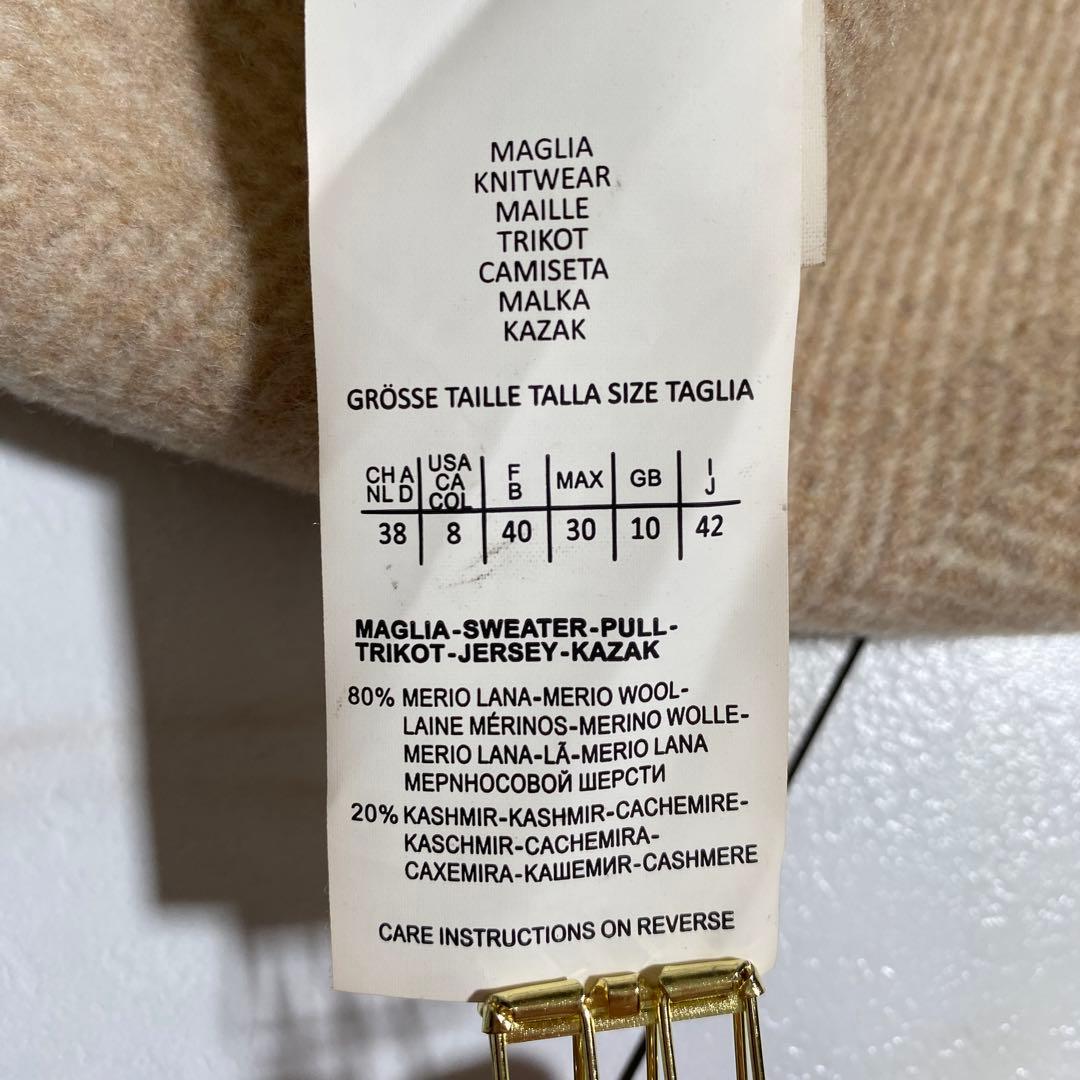 MAGLIA
KNITWEAR
MAILLE
TRIKOT
CAMISETA
MALKA
KAZAK
GRÖSSE TAILLE TALLA SIZE TAGLIA
CH A NL D USA CA COL F B MAX GB I J
38 8 40 30 10 42
MAGLIA-SWEATER-PULL-
TRIKOT-JERSEY-KAZAK
80% MERIO LANA-MERIO WOOL-
LAINE MÉRINOS-MERINO WOLLE-
MERIO LANA-LÃ-MERIO LANA
МЕРNНОСОВОЙ ШЕРСТИ
20% KASHMIR-KASHMIR-CACHEMIRE-
KASCHMIR-CACHEMIRA-
CAXEMIRA-КАШЕМИR-CASHMERE
CARE INSTRUCTIONS ON REVERSE